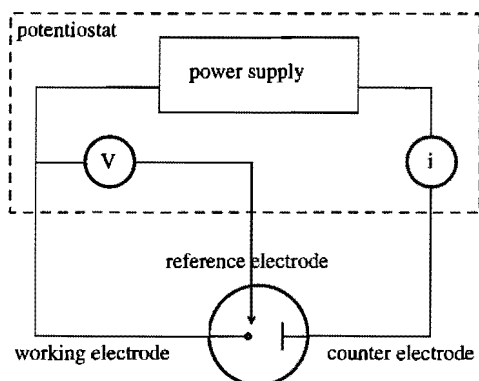 potentiostat
power supply
V
i
reference electrode
working electrode
counter electrode